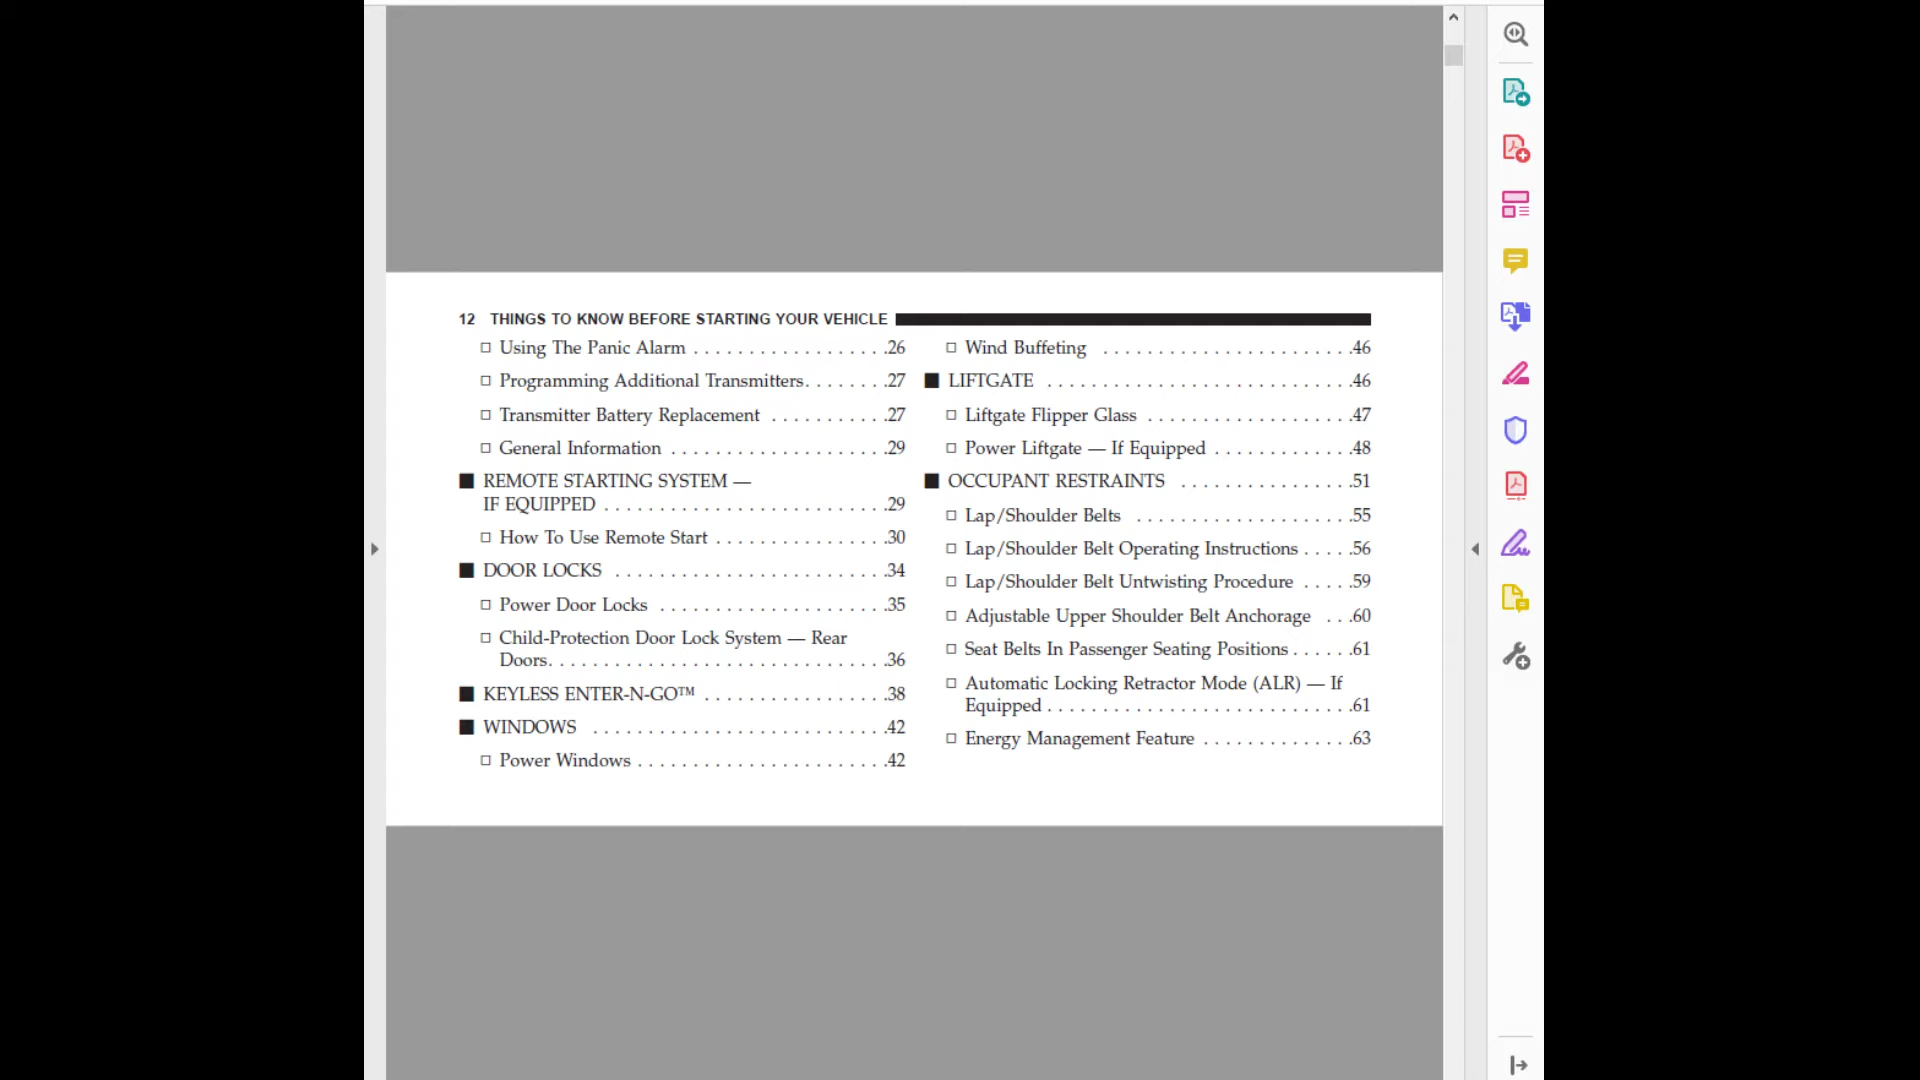 12 THINGS TO KNOW BEFORE STARTING YOUR VEHICLE
□ Using The Panic Alarm . . . . . . . . . . . . . . . . . .26
□ Programming Additional Transmitters. . . . . . . .27
□ Transmitter Battery Replacement . . . . . . . . . .27
□ General Information . . . . . . . . . . . . . . . . . . .29
■ REMOTE STARTING SYSTEM —
IF EQUIPPED . . . . . . . . . . . . . . . . . . . . . . . . .29
□ How To Use Remote Start . . . . . . . . . . . . . . .30
■ DOOR LOCKS . . . . . . . . . . . . . . . . . . . . . . . .34
□ Power Door Locks . . . . . . . . . . . . . . . . . . . .35
□ Child-Protection Door Lock System — Rear
Doors. . . . . . . . . . . . . . . . . . . . . . . . . . . . . .36
■ KEYLESS ENTER-N-GO™ . . . . . . . . . . . . . . . .38
■ WINDOWS . . . . . . . . . . . . . . . . . . . . . . . . . .42
□ Power Windows . . . . . . . . . . . . . . . . . . . . . .42
□ Wind Buffeting . . . . . . . . . . . . . . . . . . . . . .46
■ LIFTGATE . . . . . . . . . . . . . . . . . . . . . . . . . . .46
□ Liftgate Flipper Glass . . . . . . . . . . . . . . . . . .47
□ Power Liftgate — If Equipped . . . . . . . . . . . .48
■ OCCUPANT RESTRAINTS . . . . . . . . . . . . . . .51
□ Lap/Shoulder Belts . . . . . . . . . . . . . . . . . . .55
□ Lap/Shoulder Belt Operating Instructions . . . . .56
□ Lap/Shoulder Belt Untwisting Procedure . . . . .59
□ Adjustable Upper Shoulder Belt Anchorage . . .60
□ Seat Belts In Passenger Seating Positions . . . . . .61
□ Automatic Locking Retractor Mode (ALR) — If
Equipped . . . . . . . . . . . . . . . . . . . . . . . . . . .61
□ Energy Management Feature . . . . . . . . . . . . . .63